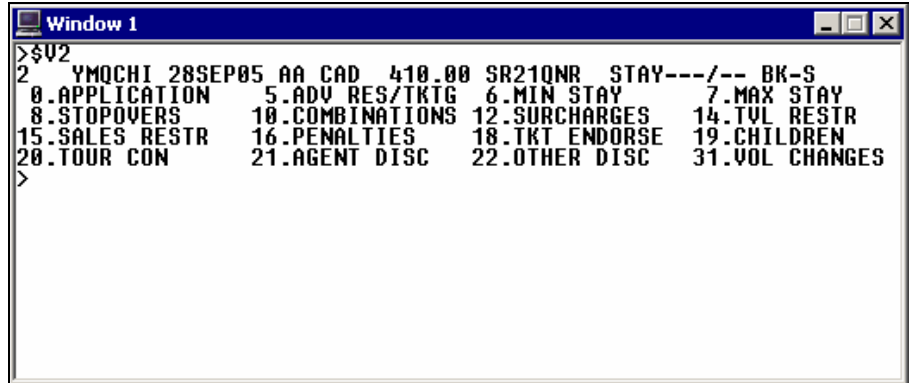 Window 1
>$V2
2   YMQCHI 28SEP05 AA CAD  410.00 SR21QNR  STAY---/-- BK-S
 0.APPLICATION    5.ADV RES/TKTG  6.MIN STAY      7.MAX STAY
 8.STOPOVERS     10.COMBINATIONS 12.SURCHARGES   14.TVL RESTR
15.SALES RESTR   16.PENALTIES    18.TKT ENDORSE  19.CHILDREN
20.TOUR CON      21.AGENT DISC   22.OTHER DISC   31.VOL CHANGES
>